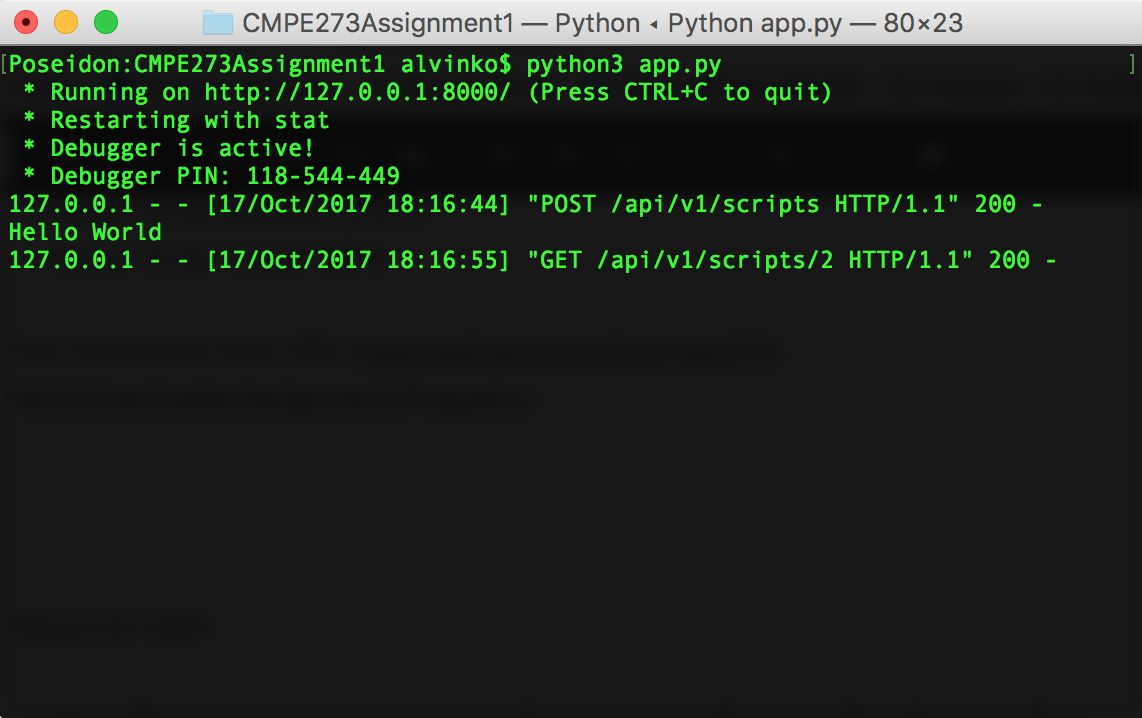 CMPE273Assignment1 — Python ◂ Python app.py — 80×23
[Poseidon:CMPE273Assignment1 alvinko$ python3 app.py ]
 * Running on http://127.0.0.1:8000/ (Press CTRL+C to quit)
 * Restarting with stat
 * Debugger is active!
 * Debugger PIN: 118-544-449
127.0.0.1 - - [17/Oct/2017 18:16:44] "POST /api/v1/scripts HTTP/1.1" 200 -
Hello World
127.0.0.1 - - [17/Oct/2017 18:16:55] "GET /api/v1/scripts/2 HTTP/1.1" 200 -